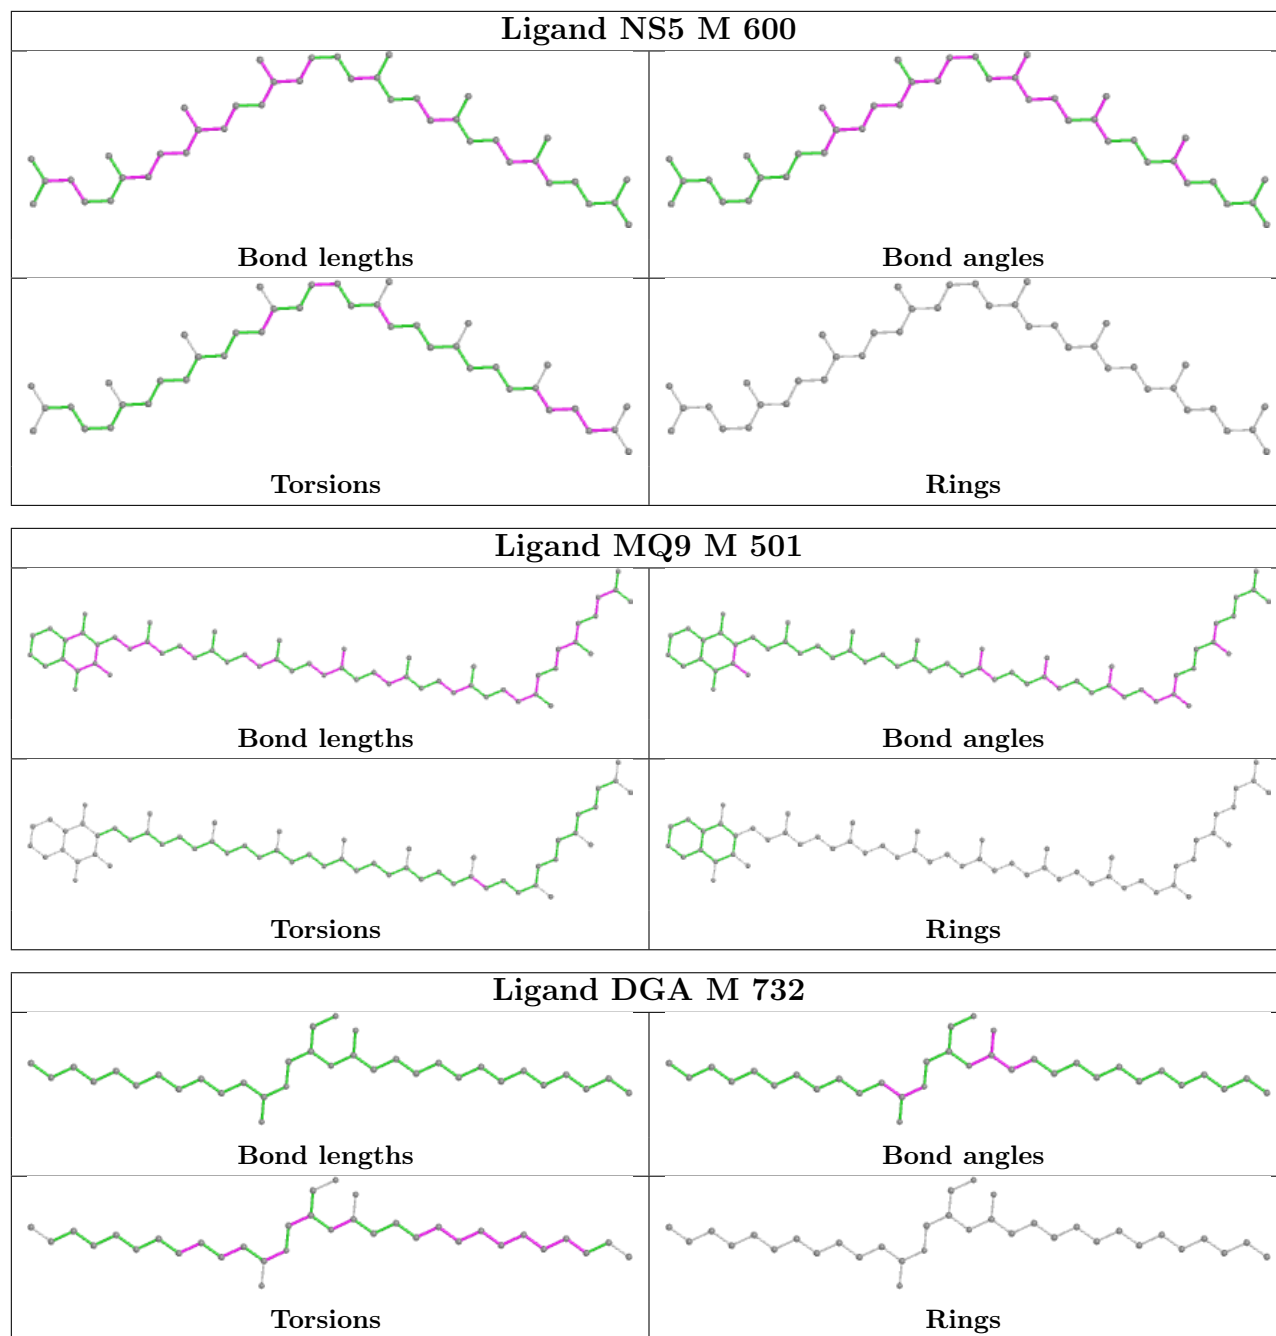 Ligand NS5 M 600
Bond lengths
Bond angles
Torsions
Rings
Ligand MQ9 M 501
Bond lengths
Bond angles
Torsions
Rings
Ligand DGA M 732
Bond lengths
Bond angles
Torsions
Rings